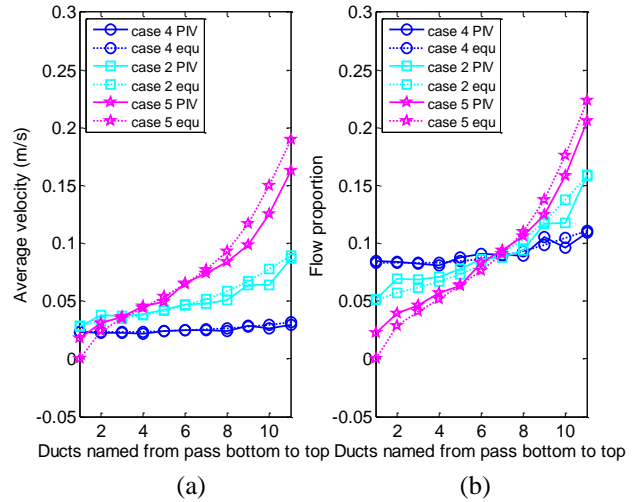 0.3
0.25
0.2
0.15
0.1
0.05
0
-0.05
Average velocity (m/s)
case 4 PIV
case 4 equ
case 2 PIV
case 2 equ
case 5 PIV
case 5 equ
2 4 6 8 10
Ducts named from pass bottom to top
(a)
0.3
0.25
0.2
0.15
0.1
0.05
0
-0.05
Flow proportion
case 4 PIV
case 4 equ
case 2 PIV
case 2 equ
case 5 PIV
case 5 equ
2 4 6 8 10
Ducts named from pass bottom to top
(b)